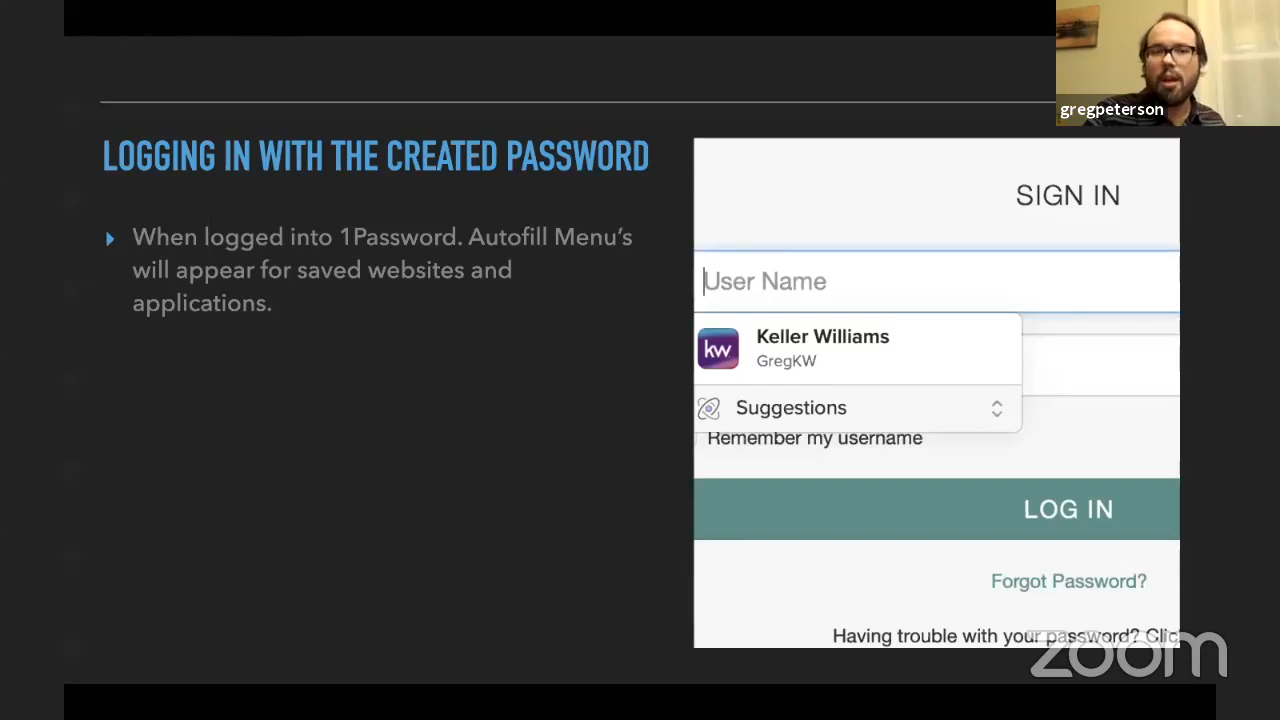 gregpeterson
LOGGING IN WITH THE CREATED PASSWORD
When logged into 1Password. Autofill Menu's
will appear for saved websites and
applications.
SIGN IN
User Name
kw
Keller Williams
GregKW
Suggestions
Remember my username
LOG IN
Forgot Password?
Having trouble with your password? Clic
zoom